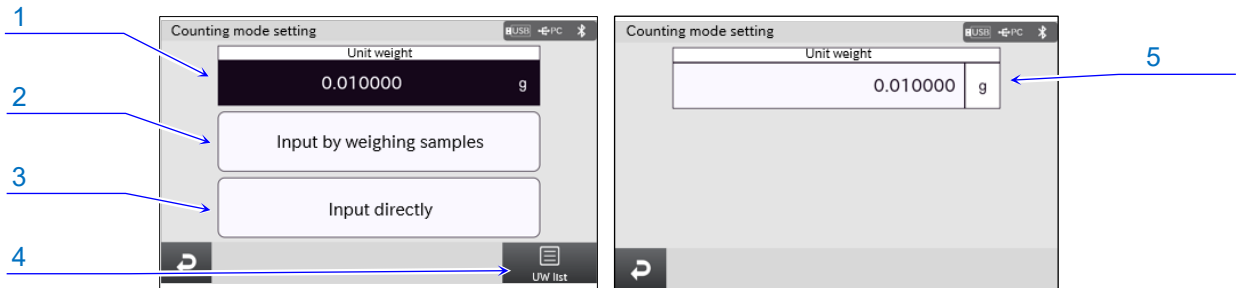 1
Counting mode setting
USB PC
Unit weight
0.010000 g
2
Input by weighing samples
3
Input directly
4
UW list
Counting mode setting
USB PC
Unit weight
0.010000 g
5